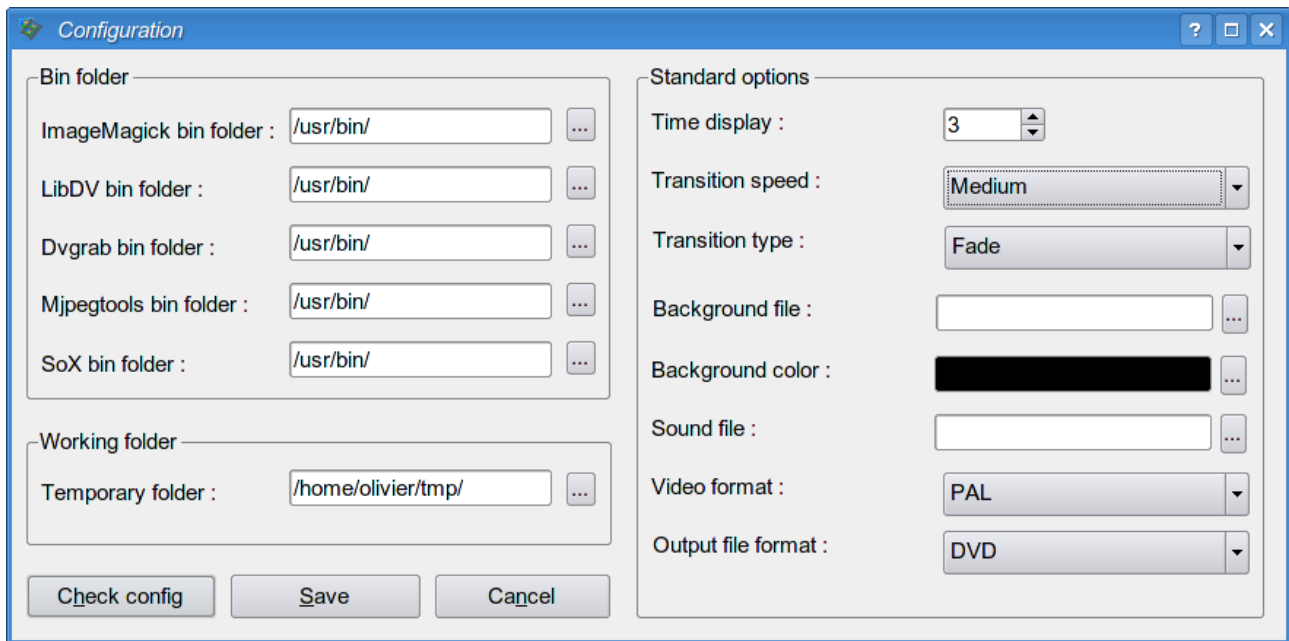 Configuration
?
Bin folder
ImageMagick bin folder : /usr/bin/ ...
LibDV bin folder : /usr/bin/ ...
Dvgrab bin folder : /usr/bin/ ...
Mjpegtools bin folder : /usr/bin/ ...
SoX bin folder : /usr/bin/ ...
Working folder
Temporary folder : /home/olivier/tmp/ ...
Check config
Save
Cancel
Standard options
Time display : 3
Transition speed : Medium
Transition type : Fade
Background file : ...
Background color : ...
Sound file : ...
Video format : PAL
Output file format : DVD